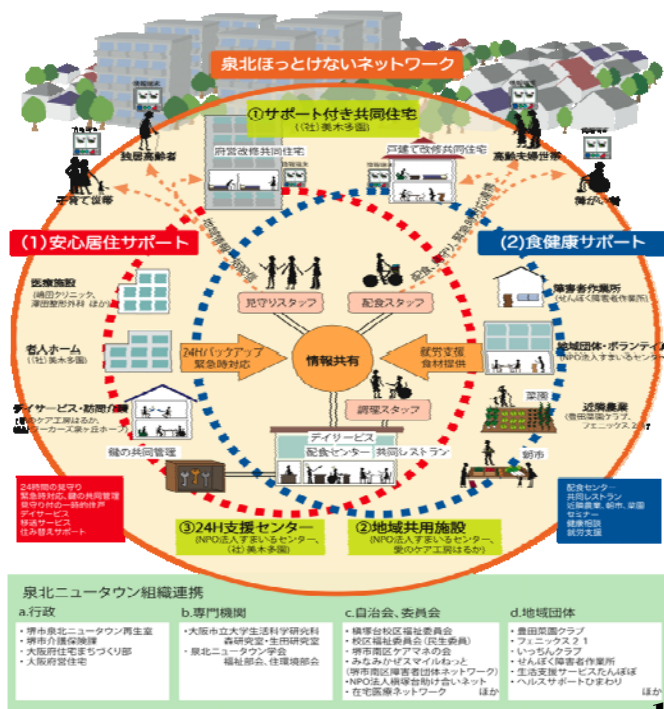 泉北ほっとけないネットワーク
①サポート付き共同住宅
((社)美木多園)
独居高齢者
府営改修共同住宅
戸建て改修共同住宅
高齢夫婦世帯
子育て世帯
障がい者
(1)安心居住サポート
(2)食健康サポート
医療施設
見守りスタッフ
配食スタッフ
障害者作業所
(せんぼく障害者作業所)
老人ホーム
((社)美木多園)
24Hバックアップ
緊急時対応
情報共有
就労支援
食材提供
地域団体・ボランティア
(NPO法人すまいるセンター)
デイサービス・訪問介護
調理スタッフ
菜園
近隣農業
(豊田菜園クラブ、
鍵の共同管理
デイサービス
配食センター 共同レストラン
朝市
24時間の見守り
緊急時対応、鍵の共同管理
見守り付の一時的住戸
デイサービス
移送サービス
住み替えサポート
③24H支援センター
(NPO法人すまいるセンター、
(社)美木多園)
②地域共用施設
(NPO法人すまいるセンター、
愛のケア工房はるか)
配食センター
共同レストラン
近隣農業、朝市、菜園
セミナー
健康相談
就労支援
泉北ニュータウン組織連携
a.行政
・堺市泉北ニュータウン再生室
・堺市介護保険課
・大阪府住宅まちづくり部
・大阪府営住宅
b.専門機関
・大阪市立大学生活科学研究科
森研究室・生田研究室
・泉北ニュータウン学会
福祉部会、住環境部会
c.自治会、委員会
・槇塚台校区福祉委員会
・校区福祉委員会(民生委員)
・堺市南区ケアマネの会
・みなみかぜスマイルねっと
(堺市南区障害者団体ネットワーク)
・NPO法人槇塚台助け合いネット
・在宅医療ネットワーク ほか
d.地域団体
・豊田菜園クラブ
・フェニックス21
・いっちんクラブ
・せんぼく障害者作業所
・生活支援サービスたんぽぽ
・ヘルスサポートひまわり
ほか